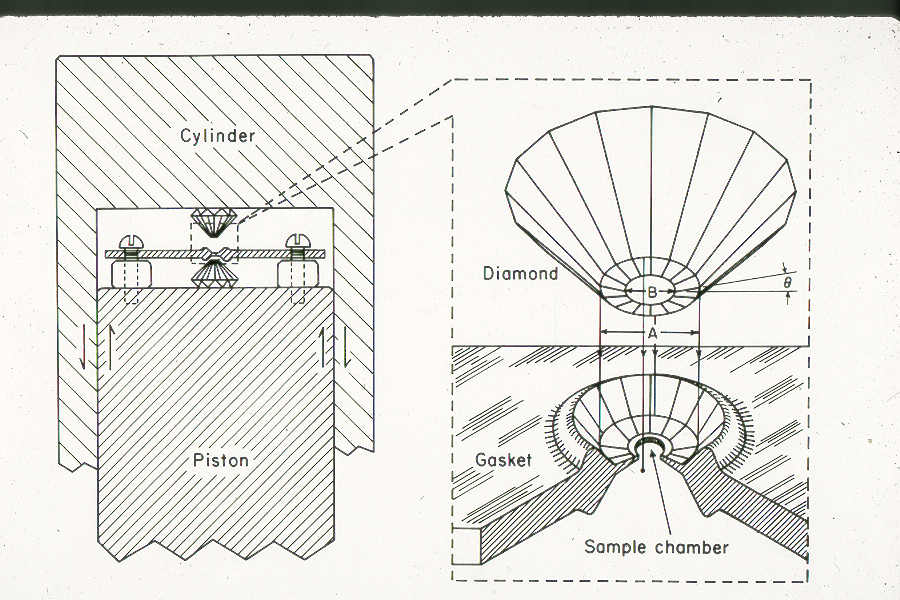 Cylinder
Piston
Diamond
B
θ
A
Gasket
Sample chamber